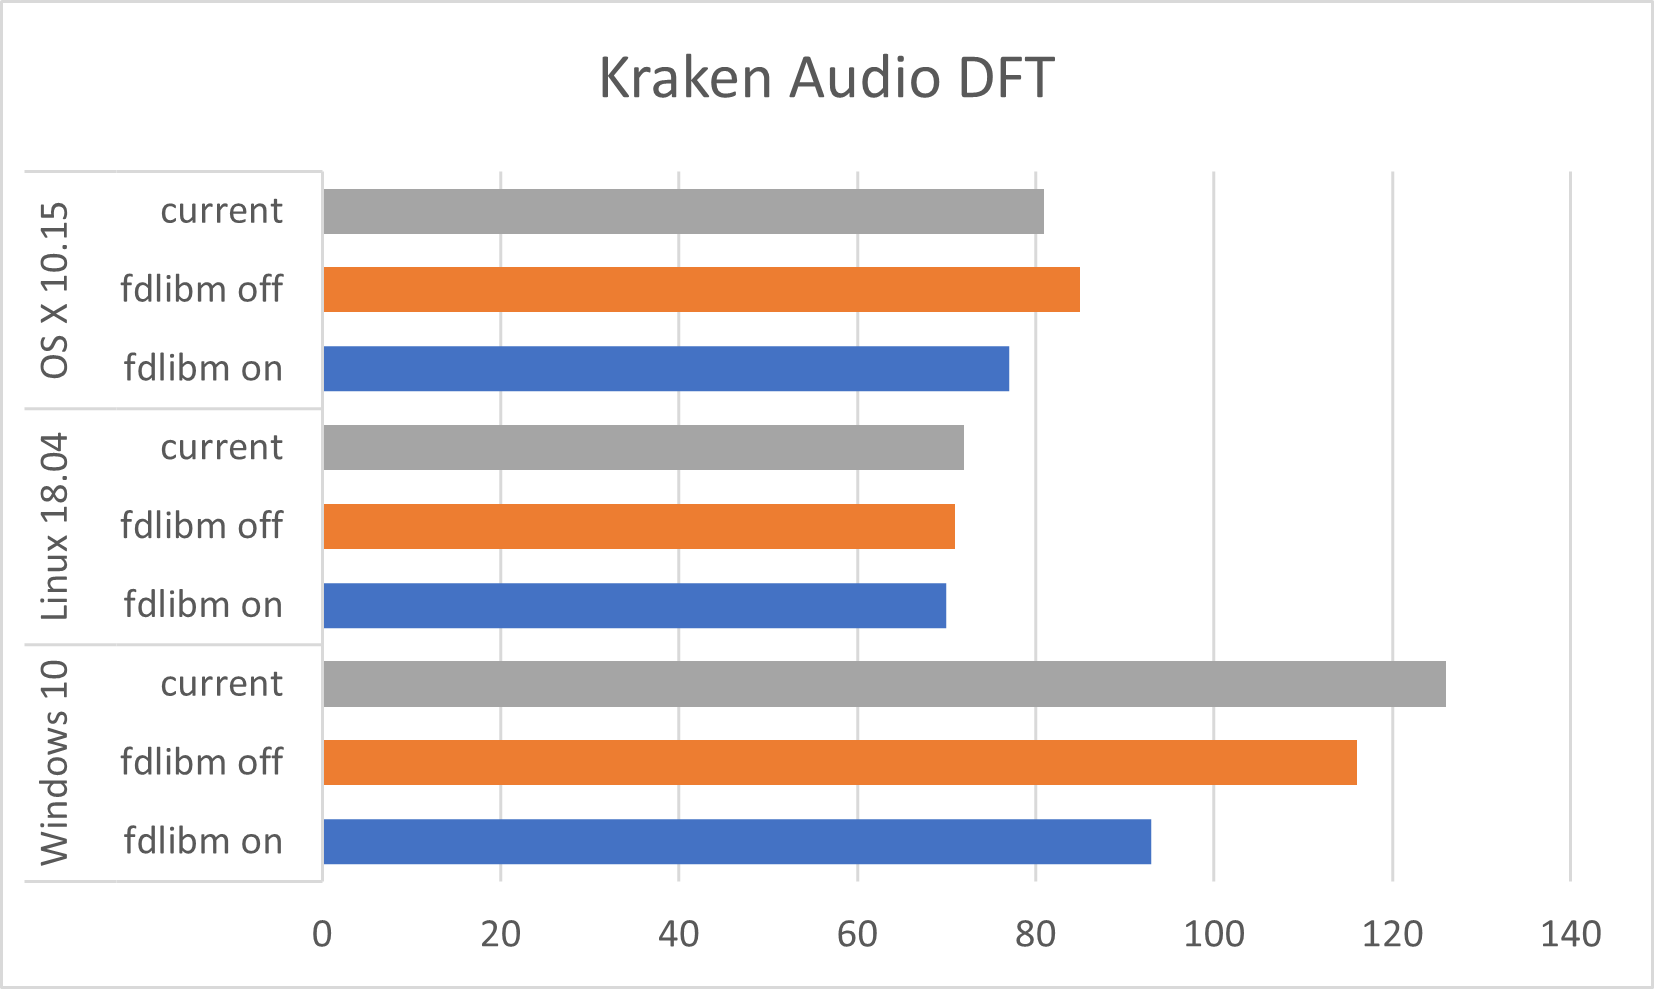 Kraken Audio DFT
OS X 10.15
current
fdlibm off
fdlibm on
Linux 18.04
current
fdlibm off
fdlibm on
Windows 10
current
fdlibm off
fdlibm on
0 20 40 60 80 100 120 140